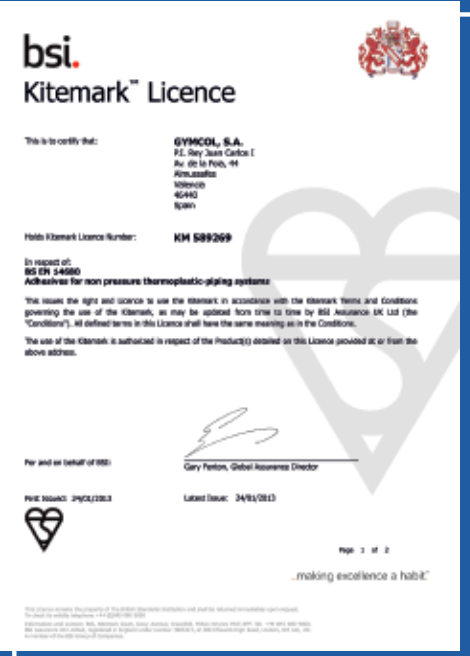 bsi.
Kitemark™ Licence
This is to certify that:
GYMCOL, S.A.
P.I. Rey Juan Carlos I
Av. de la Foia, 44
Almussafes
Valencia
46440
Spain
Holds Kitemark Licence Number:
KM 589269
In respect of:
BS EN 14680
Adhesives for non pressure thermoplastic-piping systems
This issues the right and Licence to use the Kitemark in accordance with the Kitemark Terms and Conditions
governing the use of the Kitemark, as may be updated from time to time by BSI Assurance UK Ltd (the
"Conditions"). All defined terms in this Licence shall have the same meaning as in the Conditions.
The use of the Kitemark is authorized in respect of the Product(s) detailed on this Licence provided at or from the
above address.
For and on behalf of BSI:
Gary Fenton, Global Assurance Director
First Issued: 24/01/2013
Latest Issue: 24/01/2013
Page 1 of 2
...making excellence a habit.™